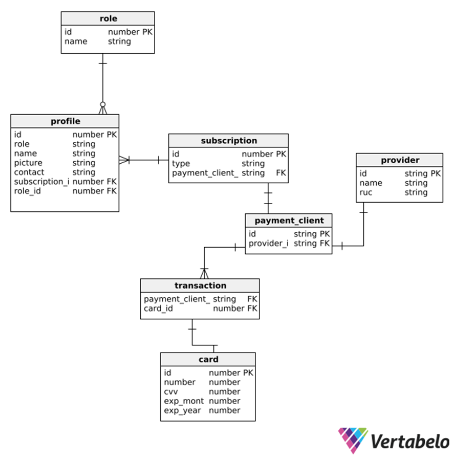 role
id number PK
name string
profile
id number PK
role string
name string
picture string
contact string
subscription_i number FK
role_id number FK
subscription
id number PK
type string
payment_client_ string FK
provider
id string PK
name string
ruc string
payment_client
id string PK
provider_i string FK
transaction
payment_client_ string FK
card_id number FK
card
id number PK
number number
cvv number
exp_mont number
exp_year number
Vertabelo